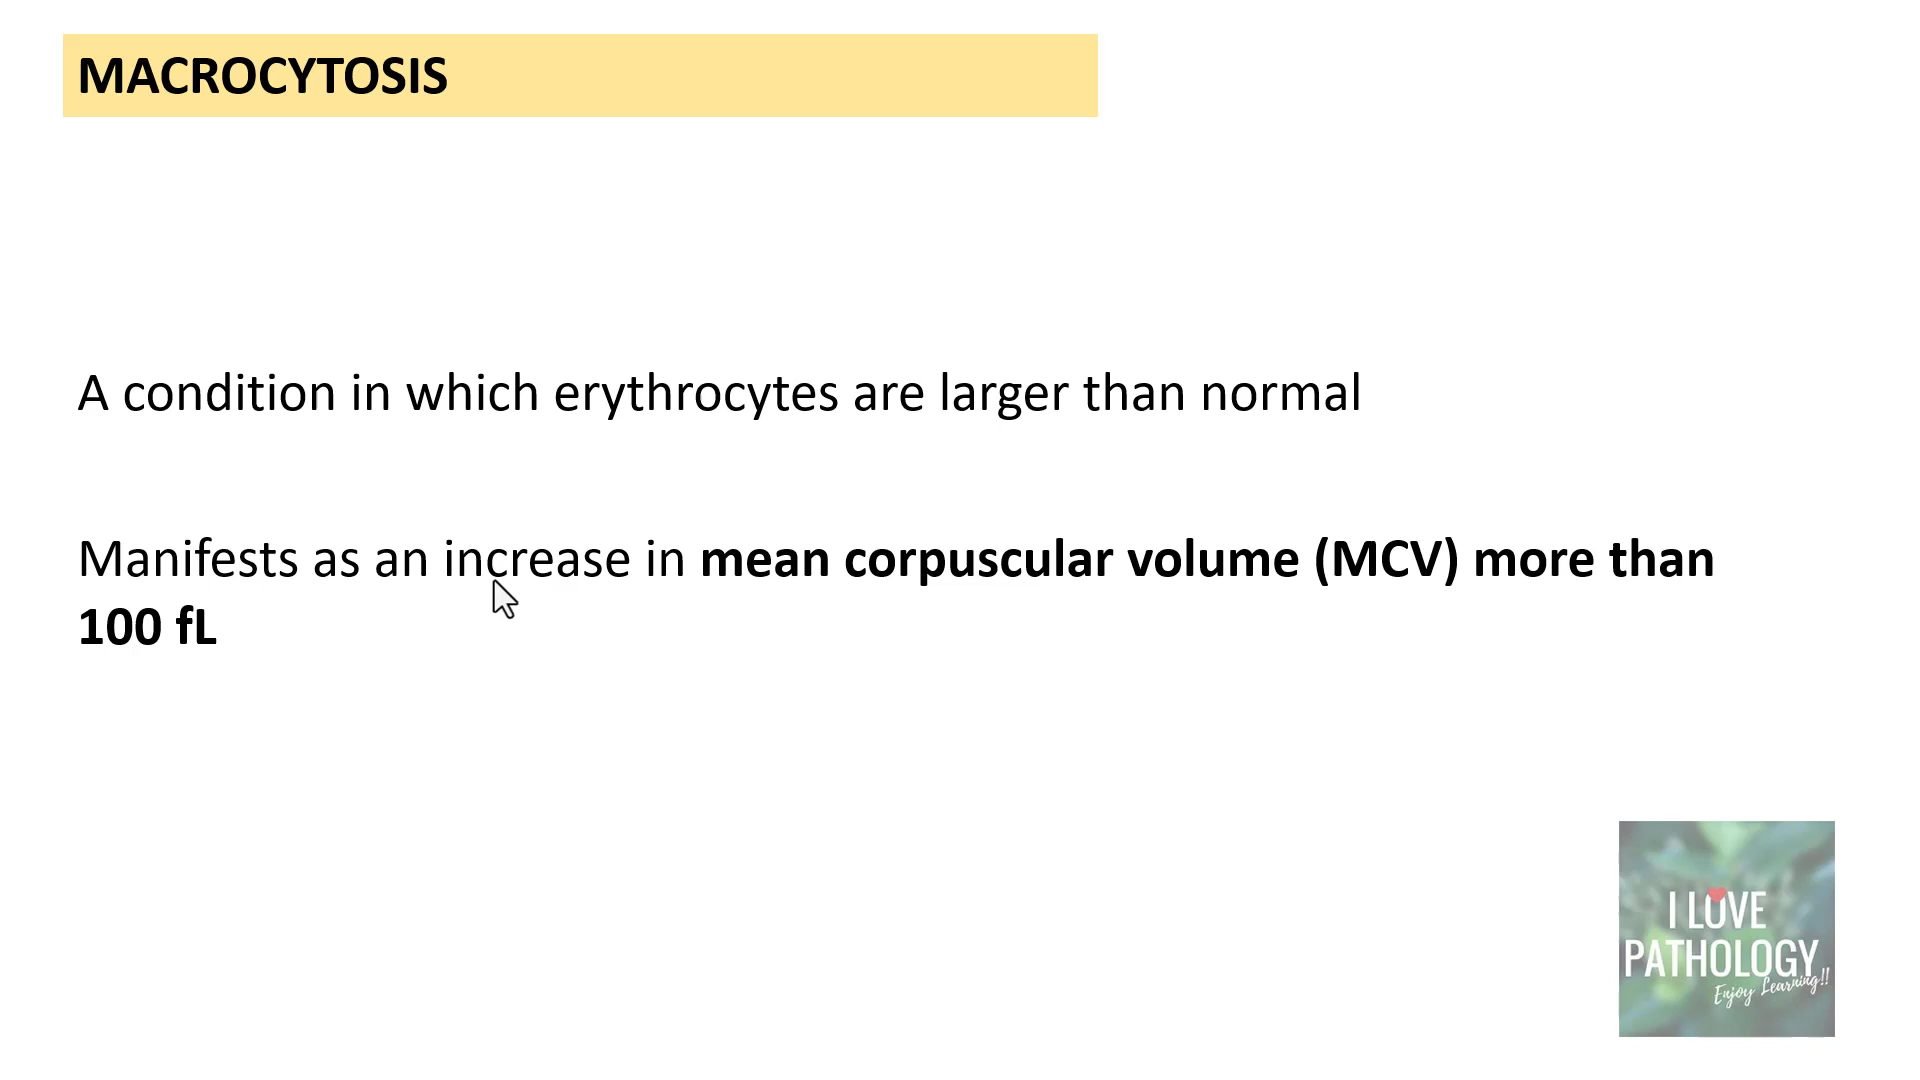 MACROCYTOSIS
A condition in which erythrocytes are larger than normal
Manifests as an increase in mean corpuscular volume (MCV) more than
100 fL
I LOVE
PATHOLOGY
Enjoy Learning!!